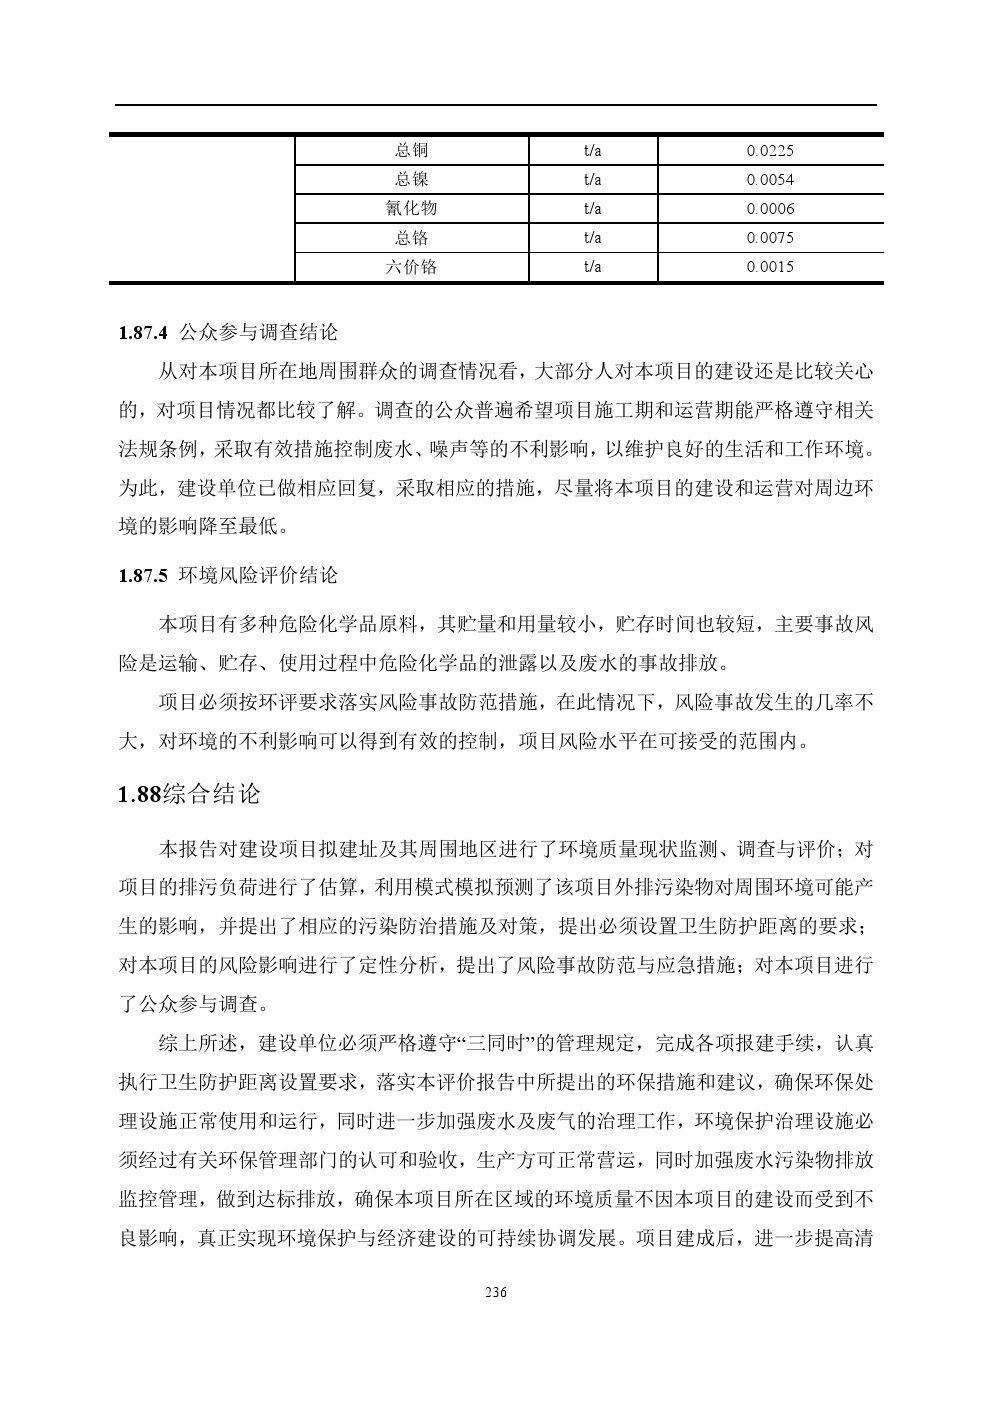 总铜 t/a 0.0225
总镍 t/a 0.0054
氰化物 t/a 0.0006
总铬 t/a 0.0075
六价铬 t/a 0.0015
1.87.4 公众参与调查结论
从对本项目所在地周围群众的调查情况看，大部分人对本项目的建设还是比较关心
的，对项目情况都比较了解。调查的公众普遍希望项目施工期和运营期能严格遵守相关
法规条例，采取有效措施控制废水、噪声等的不利影响，以维护良好的生活和工作环境。
为此，建设单位已做相应回复，采取相应的措施，尽量将本项目的建设和运营对周边环
境的影响降至最低。
1.87.5 环境风险评价结论
本项目有多种危险化学品原料，其贮量和用量较小，贮存时间也较短，主要事故风
险是运输、贮存、使用过程中危险化学品的泄露以及废水的事故排放。
项目必须按环评要求落实风险事故防范措施，在此情况下，风险事故发生的几率不
大，对环境的不利影响可以得到有效的控制，项目风险水平在可接受的范围内。
1.88综合结论
本报告对建设项目拟建址及其周围地区进行了环境质量现状监测、调查与评价；对
项目的排污负荷进行了估算，利用模式模拟预测了该项目外排污染物对周围环境可能产
生的影响，并提出了相应的污染防治措施及对策，提出必须设置卫生防护距离的要求；
对本项目的风险影响进行了定性分析，提出了风险事故防范与应急措施；对本项目进行
了公众参与调查。
综上所述，建设单位必须严格遵守“三同时”的管理规定，完成各项报建手续，认真
执行卫生防护距离设置要求，落实本评价报告中所提出的环保措施和建议，确保环保处
理设施正常使用和运行，同时进一步加强废水及废气的治理工作，环境保护治理设施必
须经过有关环保管理部门的认可和验收，生产方可正常营运，同时加强废水污染物排放
监控管理，做到达标排放，确保本项目所在区域的环境质量不因本项目的建设而受到不
良影响，真正实现环境保护与经济建设的可持续协调发展。项目建成后，进一步提高清
236